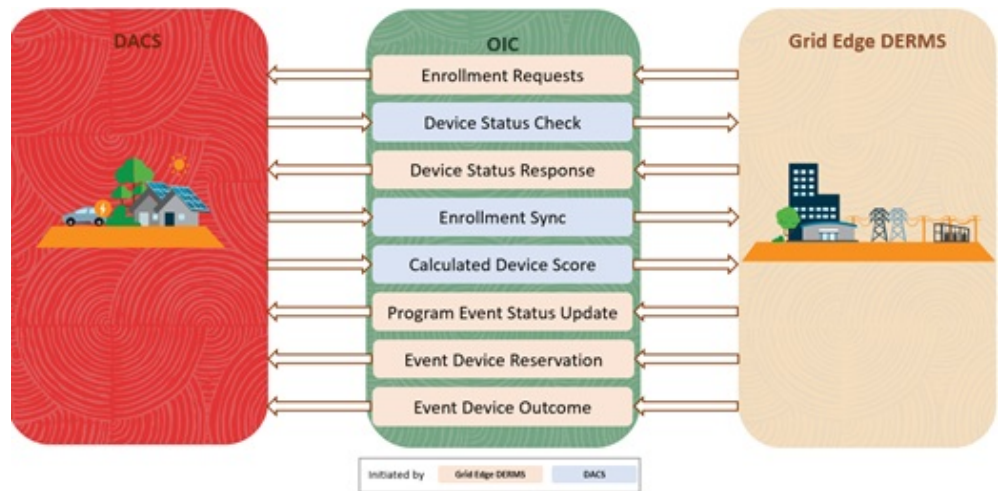 DACS
OIC
Grid Edge DERMS
Enrollment Requests
Device Status Check
Device Status Response
Enrollment Sync
Calculated Device Score
Program Event Status Update
Event Device Reservation
Event Device Outcome
Initiated by Grid Edge DERMS DACS